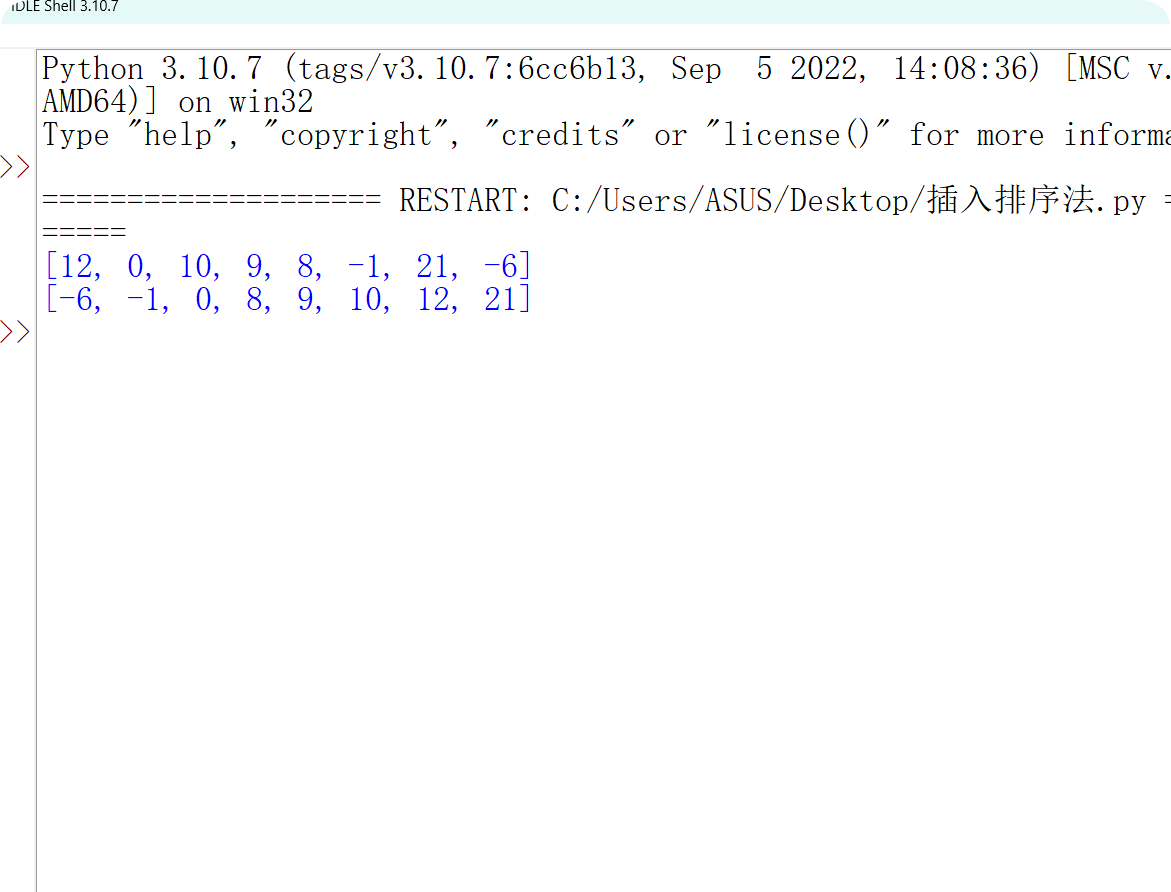 IDLE Shell 3.10.7
Python 3.10.7 (tags/v3.10.7:6cc6b13, Sep  5 2022, 14:08:36) [MSC v.
AMD64)] on win32
Type "help", "copyright", "credits" or "license()" for more informa
>>
==================== RESTART: C:/Users/ASUS/Desktop/插入排序法.py =
=====
[12, 0, 10, 9, 8, -1, 21, -6]
[-6, -1, 0, 8, 9, 10, 12, 21]
>>